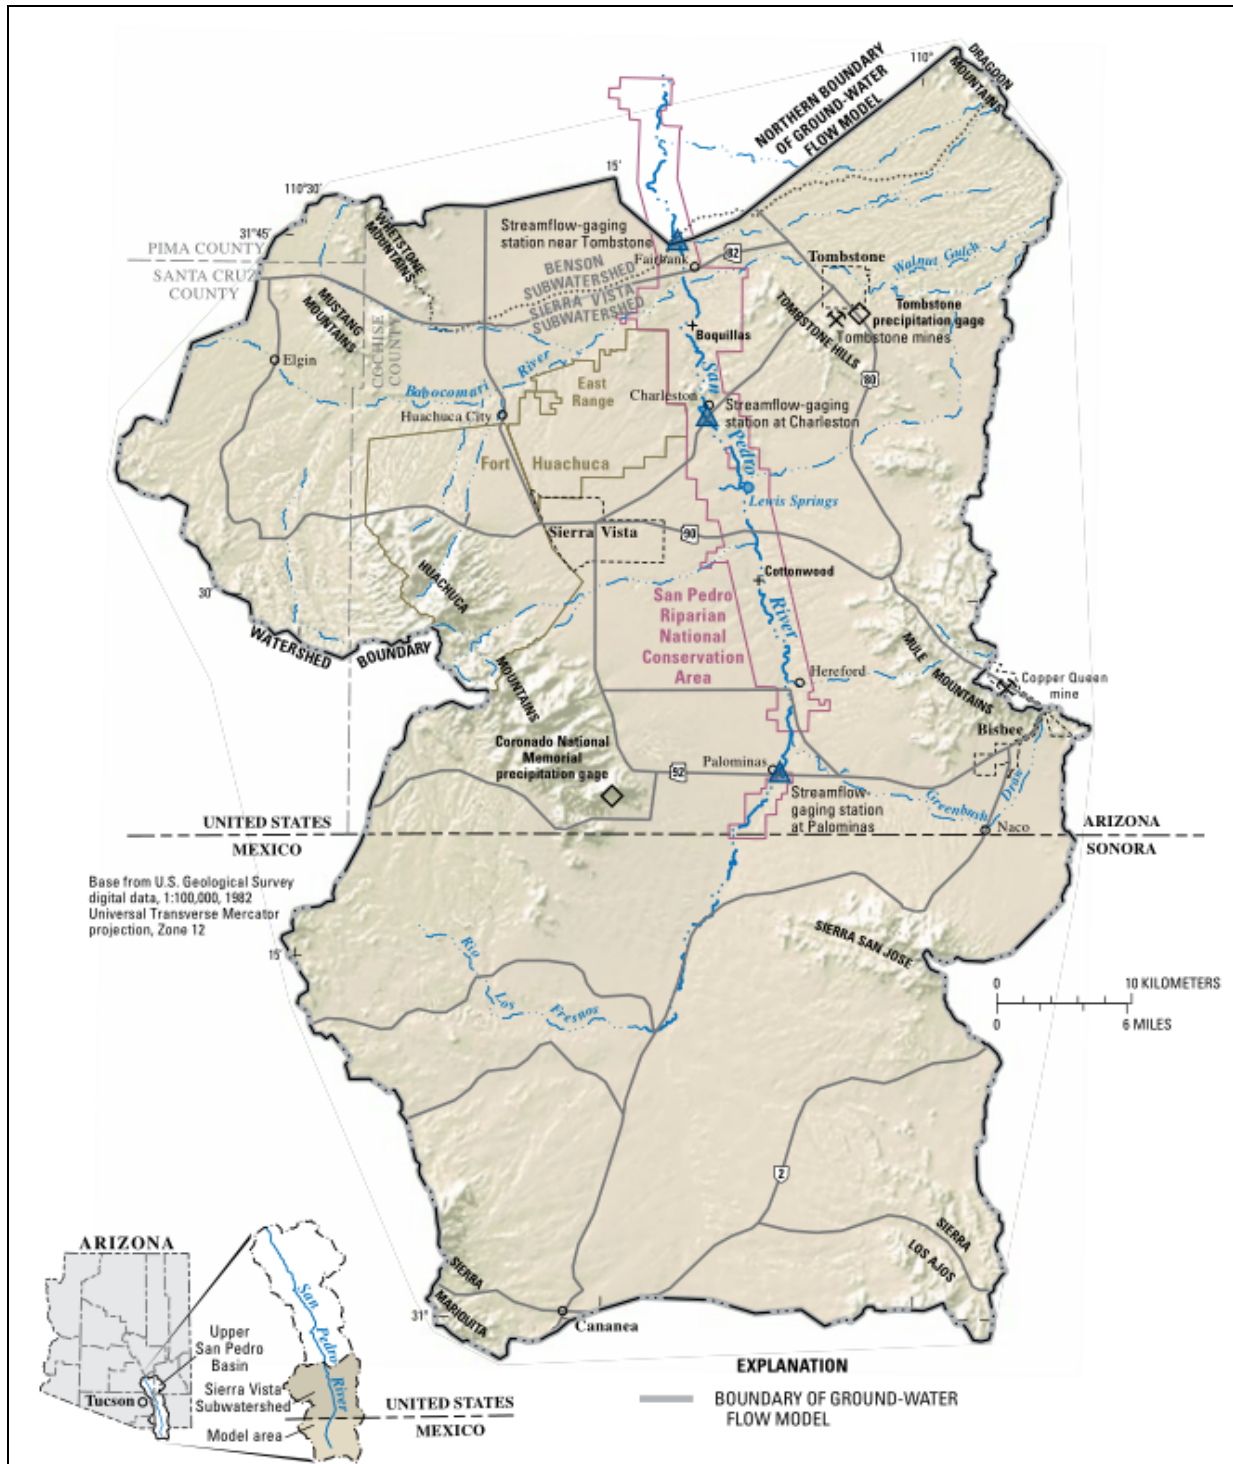 DRAGOON
MOUNTAINS
110°
NORTHERN BOUNDARY
OF GROUND-WATER
FLOW MODEL
15'
110°30'
31°45'
PIMA COUNTY
SANTA CRUZ
COUNTY
COCHISE
COUNTY
WHETSTONE
MOUNTAINS
MUSTANG
MOUNTAINS
Streamflow-gaging
station near Tombstone
BENSON
SUBWATERSHED
SIERRA VISTA
SUBWATERSHED
Fairbank
82
Tombstone
Walnut Gulch
Tombstone
precipitation gage
Tombstone mines
TOMBSTONE HILLS
Boquillas
80
Elgin
Babocomari River
Huachuca City
East
Range
Charleston
Streamflow-gaging
station at Charleston
San Pedro River
Fort Huachuca
Lewis Springs
Sierra Vista
90
Cottonwood
HUACHUCA
MOUNTAINS
30'
WATERSHED BOUNDARY
San Pedro
Riparian
National
Conservation
Area
Hereford
MULE MOUNTAINS
Copper Queen
mine
Bisbee
Coronado National
Memorial
precipitation gage
92
Palominas
Streamflow-
gaging station
at Palominas
Greenbush Draw
Naco
UNITED STATES
MEXICO
ARIZONA
SONORA
Base from U.S. Geological Survey
digital data, 1:100,000, 1982
Universal Transverse Mercator
projection, Zone 12
15'
Rio Los Fresnos
SIERRA SAN JOSE
0 10 KILOMETERS
0 6 MILES
2
SIERRA
LOS AJOS
SIERRA
MARIQUITA
31°
Cananea
ARIZONA
Upper
San Pedro
Basin
Tucson
Sierra Vista
Subwatershed
Model area
San Pedro River
UNITED STATES
MEXICO
EXPLANATION
BOUNDARY OF GROUND-WATER
FLOW MODEL